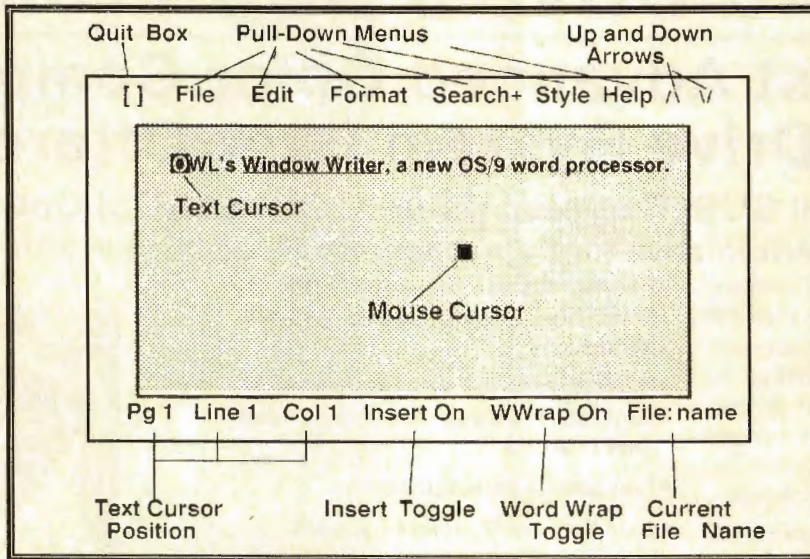 Quit Box Pull-Down Menus Up and Down
Arrows
[ ] File Edit Format Search+ Style Help /\ \/
OWL's Window Writer, a new OS/9 word processor.
Text Cursor
Mouse Cursor
Pg 1 Line 1 Col 1 Insert On WWrap On File: name
Text Cursor Insert Toggle Word Wrap Current
Position Toggle File Name